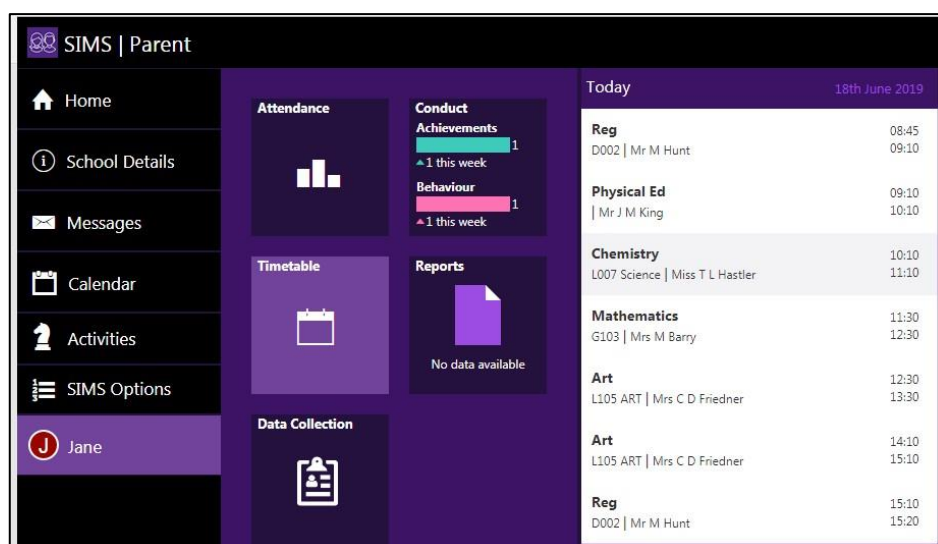 SIMS | Parent
Home
School Details
Messages
Calendar
Activities
SIMS Options
J Jane
Attendance
Conduct
Achievements
1
1 this week
Behaviour
1
1 this week
Timetable
Reports
No data available
Data Collection
Today 18th June 2019
Reg 08:45
D002 | Mr M Hunt 09:10
Physical Ed 09:10
| Mr J M King 10:10
Chemistry 10:10
L007 Science | Miss T L Hastler 11:10
Mathematics 11:30
G103 | Mrs M Barry 12:30
Art 12:30
L105 ART | Mrs C D Friedner 13:30
Art 14:10
L105 ART | Mrs C D Friedner 15:10
Reg 15:10
D002 | Mr M Hunt 15:20